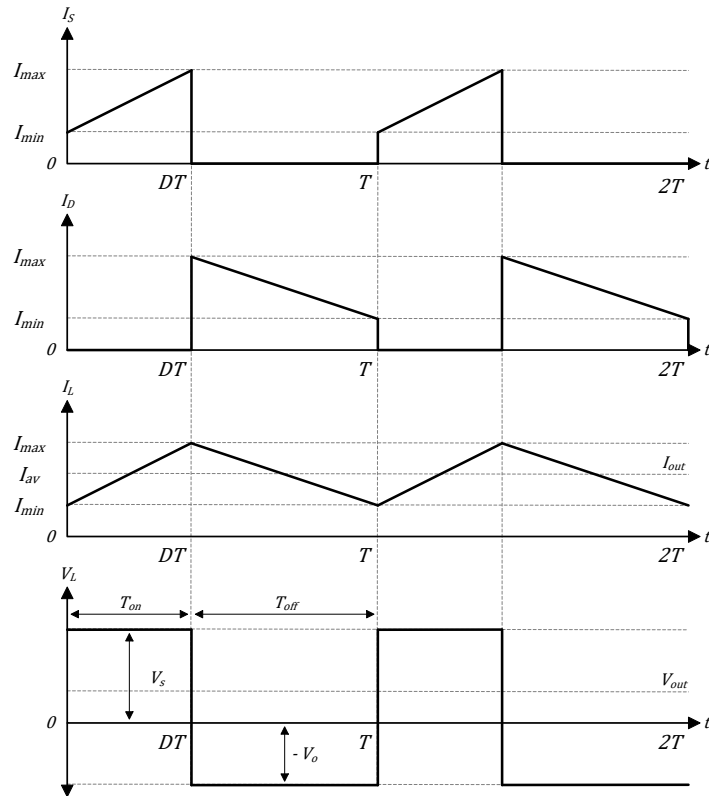 I_S
I_max
I_min
0
DT
T
2T
t
I_D
I_max
I_min
0
DT
T
2T
t
I_L
I_max
I_av
I_out
I_min
0
DT
T
2T
t
V_L
T_on
T_off
V_s
V_out
0
DT
T
2T
t
- V_o